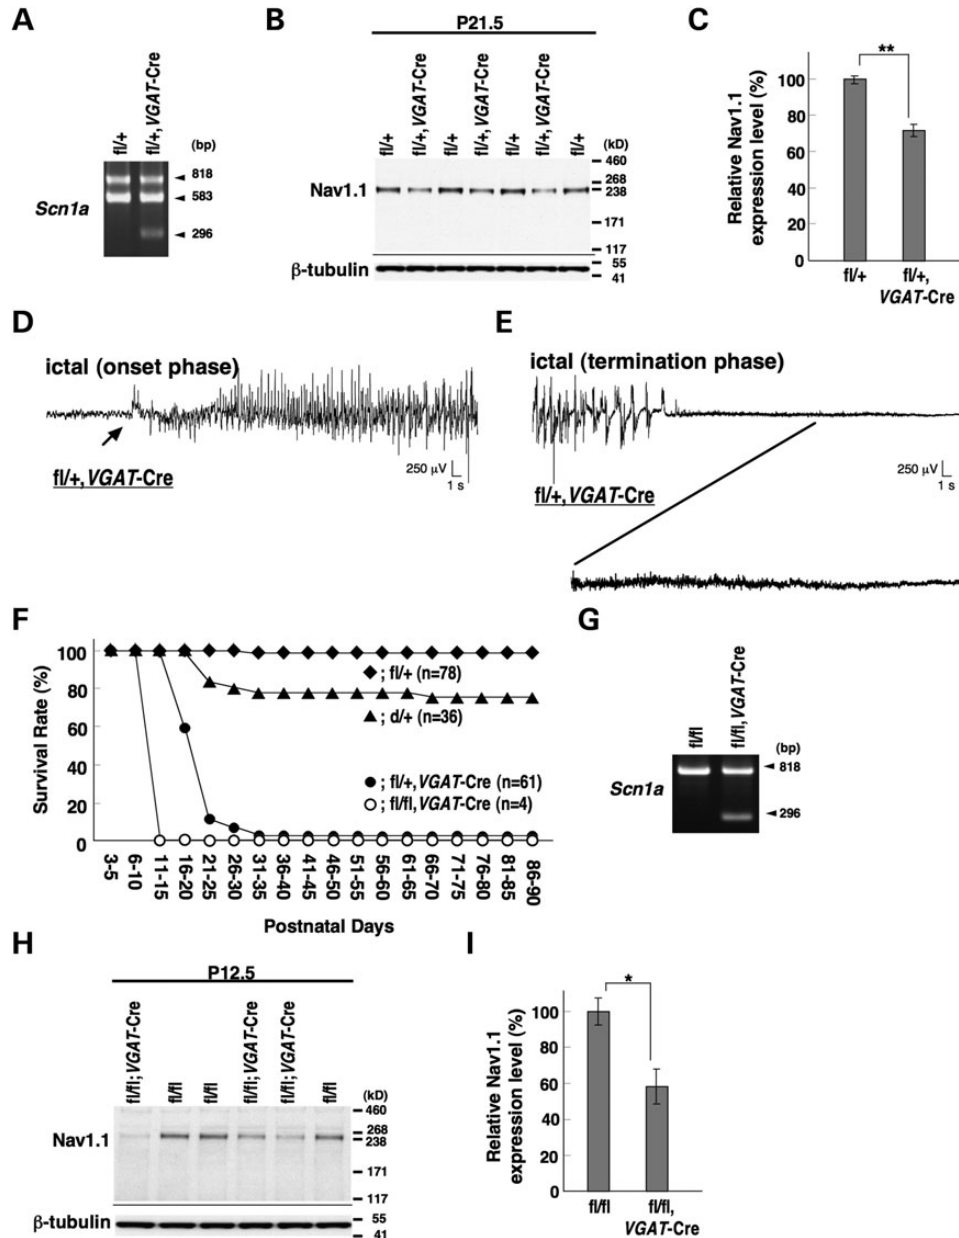 A
fl/+
fl/+, VGAT-Cre
(bp)
818
583
296
Scn1a
B
P21.5
fl/+
fl/+, VGAT-Cre
fl/+
fl/+, VGAT-Cre
fl/+
fl/+, VGAT-Cre
fl/+
(kD)
460
268
238
171
117
55
41
Nav1.1
β-tubulin
C
Relative Nav1.1
expression level (%)
100
80
60
40
20
0
**
fl/+
fl/+,
VGAT-Cre
D
ictal (onset phase)
fl/+, VGAT-Cre
250 μV
1 s
E
ictal (termination phase)
fl/+, VGAT-Cre
250 μV
1 s
F
Survival Rate (%)
100
80
60
40
20
0
; fl/+ (n=78)
; d/+ (n=36)
; fl/+, VGAT-Cre (n=61)
; fl/fl, VGAT-Cre (n=4)
3-5
6-10
11-15
16-20
21-25
26-30
31-35
36-40
41-45
46-50
51-55
56-60
61-65
66-70
71-75
76-80
81-85
86-90
Postnatal Days
G
fl/fl
fl/fl, VGAT-Cre
(bp)
818
296
Scn1a
H
P12.5
fl/fl; VGAT-Cre
fl/fl
fl/fl
fl/fl; VGAT-Cre
fl/fl; VGAT-Cre
fl/fl
(kD)
460
268
238
171
117
55
41
Nav1.1
β-tubulin
I
Relative Nav1.1
expression level (%)
100
80
60
40
20
0
*
fl/fl
fl/fl,
VGAT-Cre